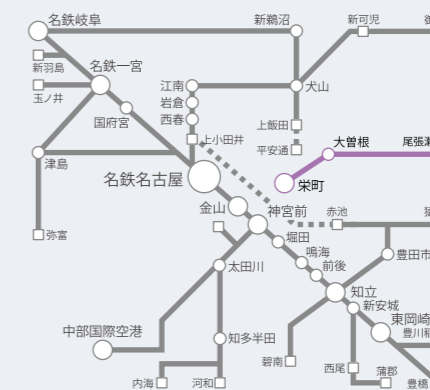 名鉄岐阜
新鵜沼
新可児
新羽島
名鉄一宮
玉ノ井
国府宮
江南
岩倉
西春
犬山
上飯田
平安通
上小田井
大曽根
尾張瀬
津島
名鉄名古屋
栄町
金山
神宮前
赤池
弥富
堀田
鳴海
前後
豊田市
太田川
知立
新安城
東岡崎
豊川稲
中部国際空港
知多半田
碧南
西尾
蒲郡
内海
河和
豊橋